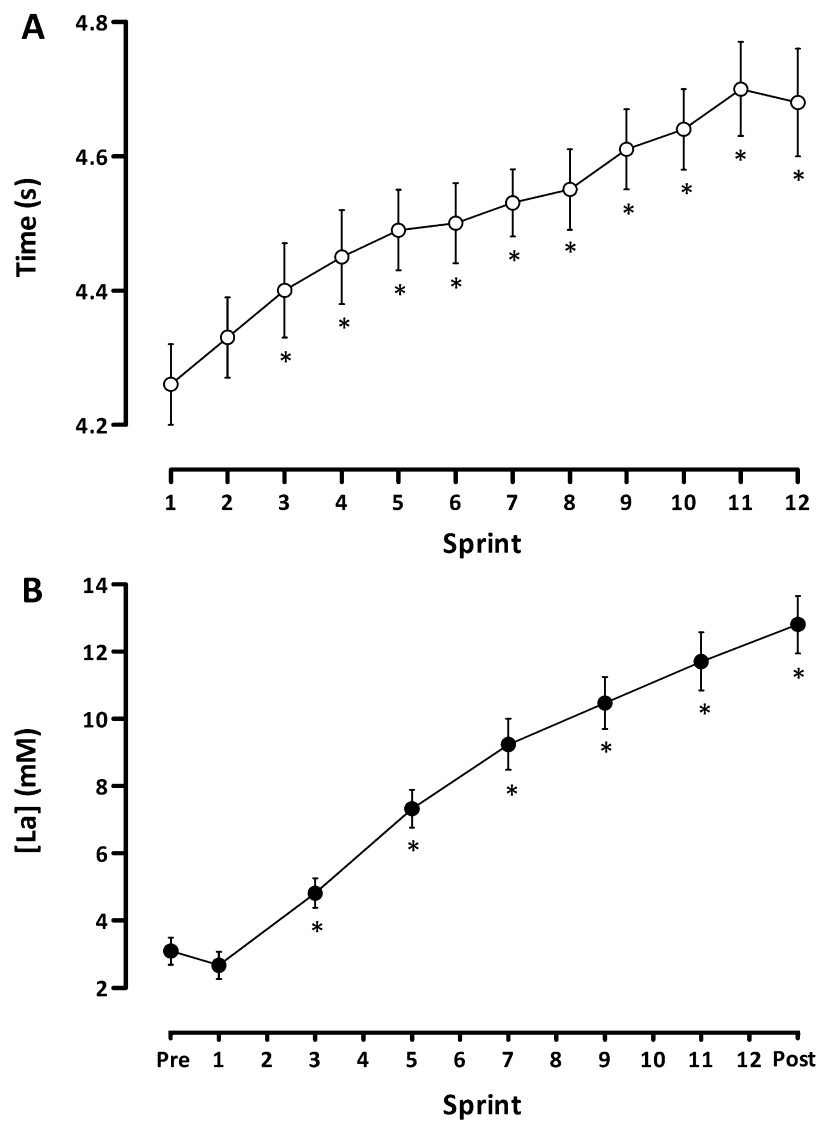 A
4.8
4.6
4.4
4.2
Time (s)
* * * * * * * * * *
1 2 3 4 5 6 7 8 9 10 11 12
Sprint
B
14
12
10
8
6
4
2
[La] (mM)
* * * * * *
Pre 1 2 3 4 5 6 7 8 9 10 11 12 Post
Sprint